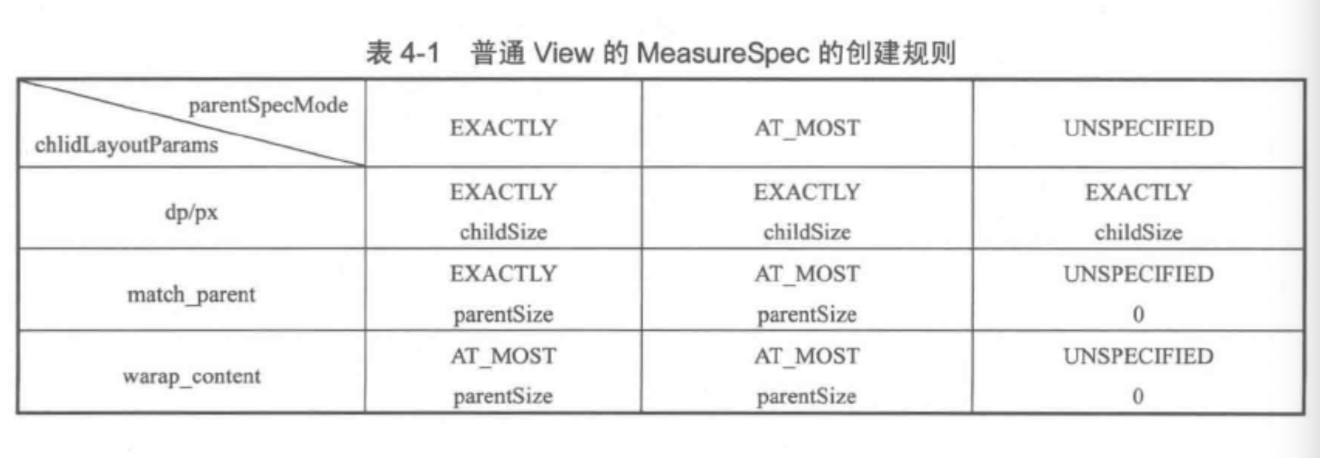 表 4-1 普通 View 的 MeasureSpec 的创建规则
parentSpecMode
chlidLayoutParams
EXACTLY
AT_MOST
UNSPECIFIED
dp/px
EXACTLY
childSize
EXACTLY
childSize
EXACTLY
childSize
match_parent
EXACTLY
parentSize
AT_MOST
parentSize
UNSPECIFIED
0
warap_content
AT_MOST
parentSize
AT_MOST
parentSize
UNSPECIFIED
0